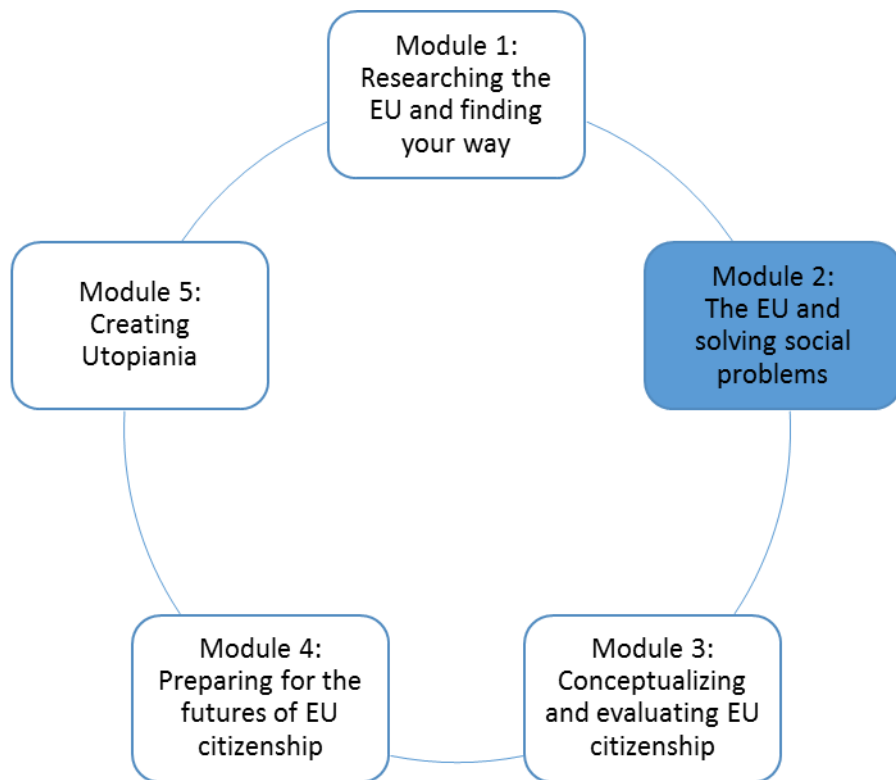 Module 1:
Researching the
EU and finding
your way
Module 2:
The EU and
solving social
problems
Module 3:
Conceptualizing
and evaluating EU
citizenship
Module 4:
Preparing for the
futures of EU
citizenship
Module 5:
Creating
Utopiania